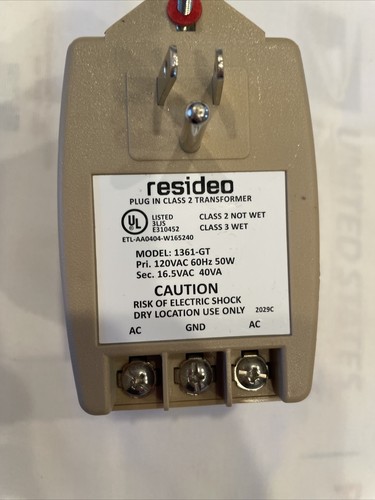 resideo
PLUG IN CLASS 2 TRANSFORMER
UL
LISTED
3LJS
E310452
CLASS 2 NOT WET
CLASS 3 WET
ETL-AA0404-W165240
MODEL: 1361-GT
Pri. 120VAC 60Hz 50W
Sec. 16.5VAC 40VA
CAUTION
RISK OF ELECTRIC SHOCK
DRY LOCATION USE ONLY
2029C
AC GND AC